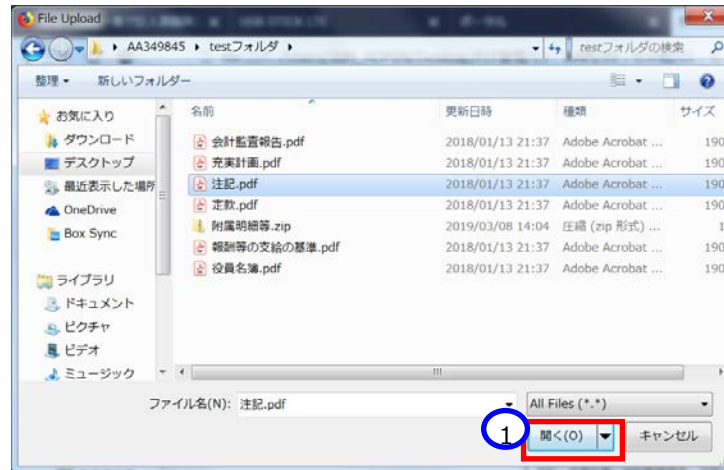 File Upload
AA349845 testフォルダ
testフォルダの検索
整理 新しいフォルダー
お気に入り
ダウンロード
デスクトップ
最近表示した場所
OneDrive
Box Sync
ライブラリ
ドキュメント
ピクチャ
ビデオ
ミュージック
名前 更新日時 種類 サイズ
会計監査報告.pdf 2018/01/13 21:37 Adobe Acrobat ... 190
充実計画.pdf 2018/01/13 21:37 Adobe Acrobat ... 190
注記.pdf 2018/01/13 21:37 Adobe Acrobat ... 190
定款.pdf 2018/01/13 21:37 Adobe Acrobat ... 190
附属明細等.zip 2019/03/08 14:04 圧縮 (zip 形式) ... 1
報酬等の支給の基準.pdf 2018/01/13 21:37 Adobe Acrobat ... 190
役員名簿.pdf 2018/01/13 21:37 Adobe Acrobat ... 190
ファイル名(N): 注記.pdf All Files (*.*)
1 開く(O) キャンセル